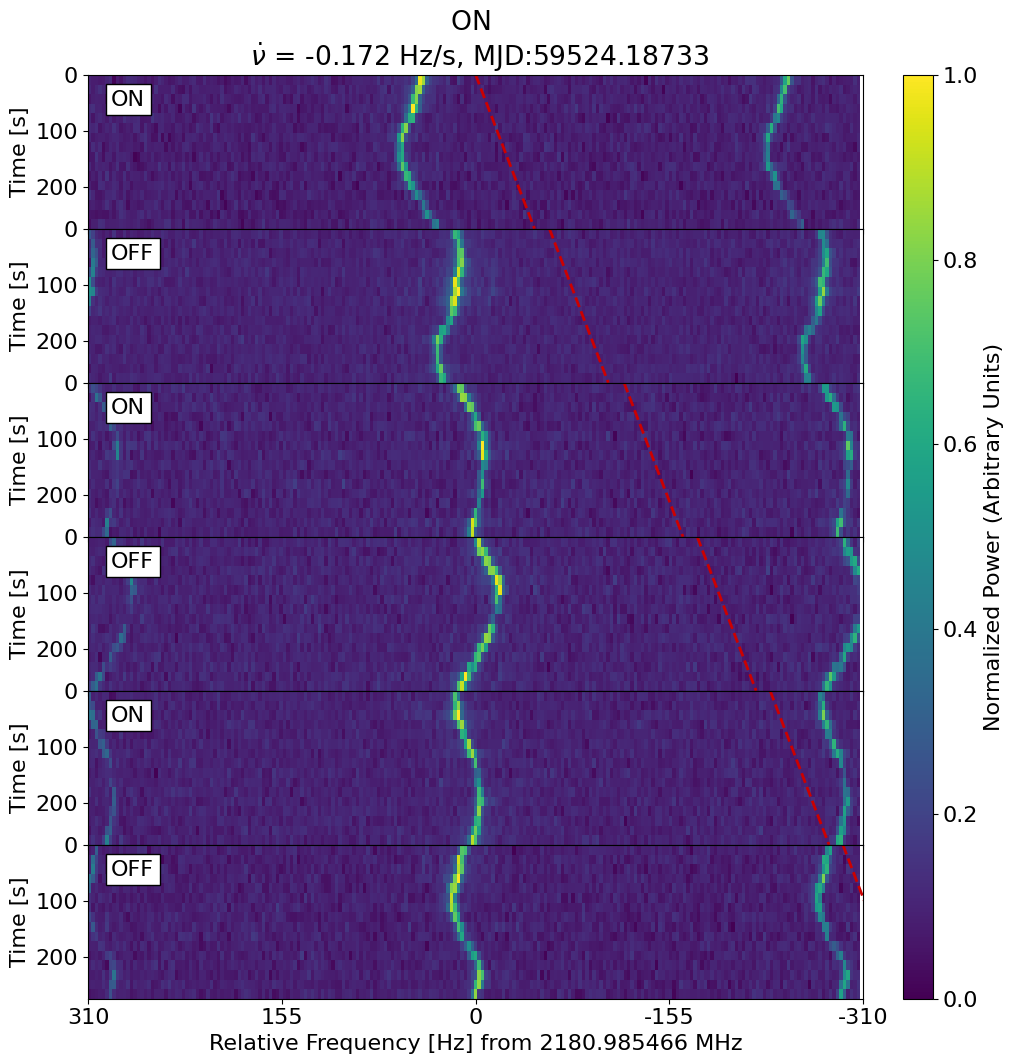 ON
ν̇ = -0.172 Hz/s, MJD:59524.18733
0
ON
Time [s]
100
200
0
OFF
Time [s]
100
200
0
ON
Time [s]
100
200
0
OFF
Time [s]
100
200
0
ON
Time [s]
100
200
0
OFF
Time [s]
100
200
310 155 0 -155 -310
Relative Frequency [Hz] from 2180.985466 MHz
1.0
0.8
0.6
0.4
0.2
0.0
Normalized Power (Arbitrary Units)